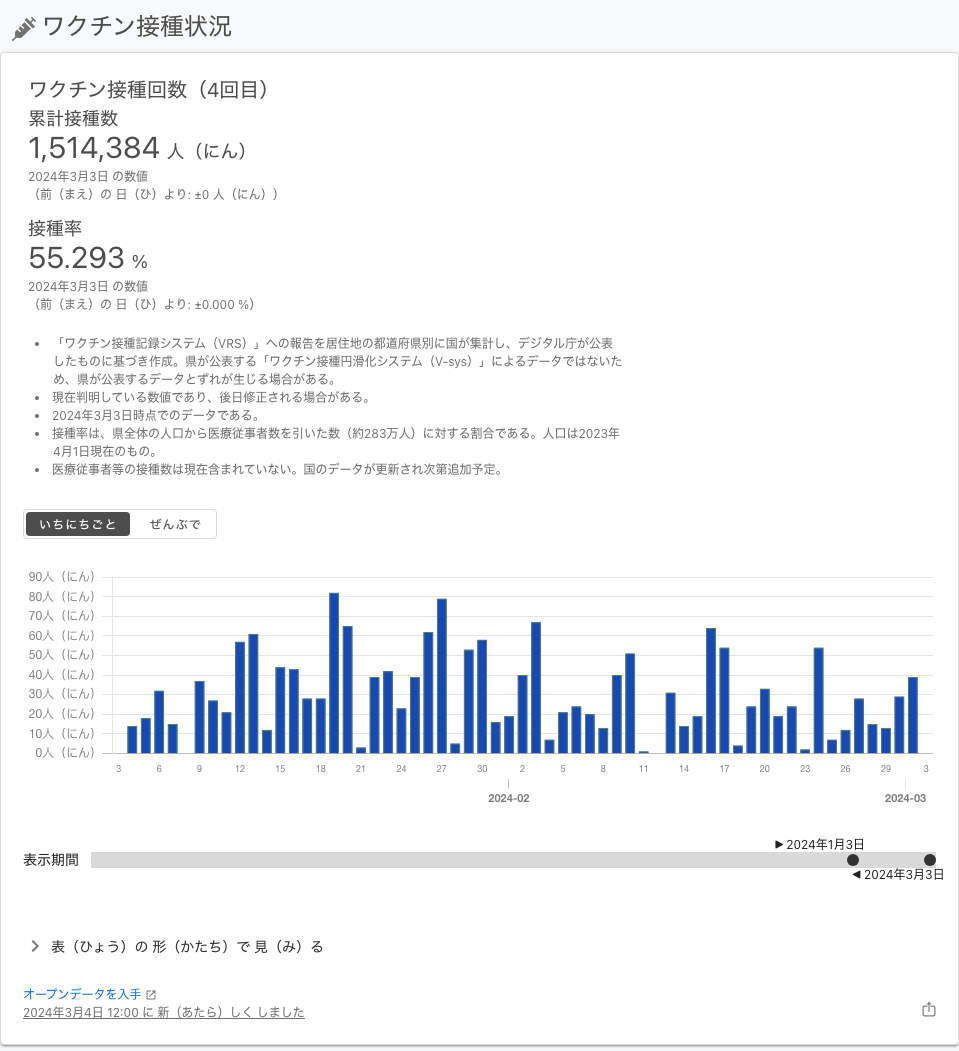 ワクチン接種状況
ワクチン接種回数（4回目）
累計接種数
1,514,384 人（にん）
2024年3月3日 の数値
（前（まえ）の 日（ひ）より: ±0 人（にん））
接種率
55.293 %
2024年3月3日 の数値
（前（まえ）の 日（ひ）より: ±0.000 %）
• 「ワクチン接種記録システム（VRS）」への報告を居住地の都道府県別に国が集計し、デジタル庁が公表
したものに基づき作成。県が公表する「ワクチン接種円滑化システム（V-sys）」によるデータではないた
め、県が公表するデータとずれが生じる場合がある。
• 現在判明している数値であり、後日修正される場合がある。
• 2024年3月3日時点でのデータである。
• 接種率は、県全体の人口から医療従事者数を引いた数（約283万人）に対する割合である。人口は2023年
4月1日現在のもの。
• 医療従事者等の接種数は現在含まれていない。国のデータが更新され次第追加予定。
いちにちごと ぜんぶで
90人（にん）
80人（にん）
70人（にん）
60人（にん）
50人（にん）
40人（にん）
30人（にん）
20人（にん）
10人（にん）
0人（にん）
3 6 9 12 15 18 21 24 27 30 2 5 8 11 14 17 20 23 26 29 3
2024-02 2024-03
▶ 2024年1月3日
表示期間
◀ 2024年3月3日
表（ひょう）の 形（かたち）で 見（み）る
オープンデータを入手
2024年3月4日 12:00 に 新（あたら）しく しました